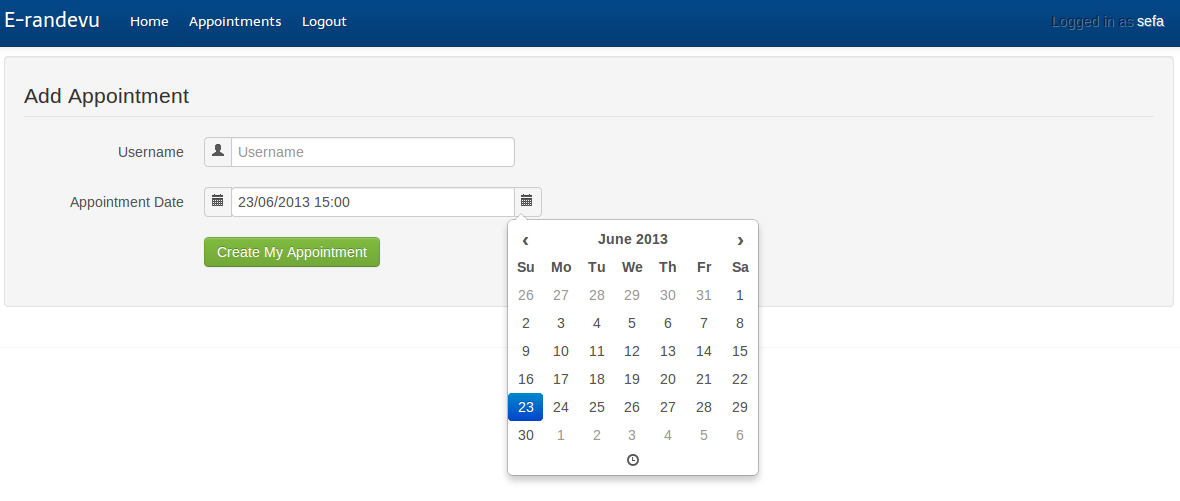 E-randevu Home Appointments Logout Logged in as sefa
Add Appointment
Username Username
Appointment Date 23/06/2013 15:00
Create My Appointment
‹ June 2013 ›
Su Mo Tu We Th Fr Sa
26 27 28 29 30 31 1
2 3 4 5 6 7 8
9 10 11 12 13 14 15
16 17 18 19 20 21 22
23 24 25 26 27 28 29
30 1 2 3 4 5 6